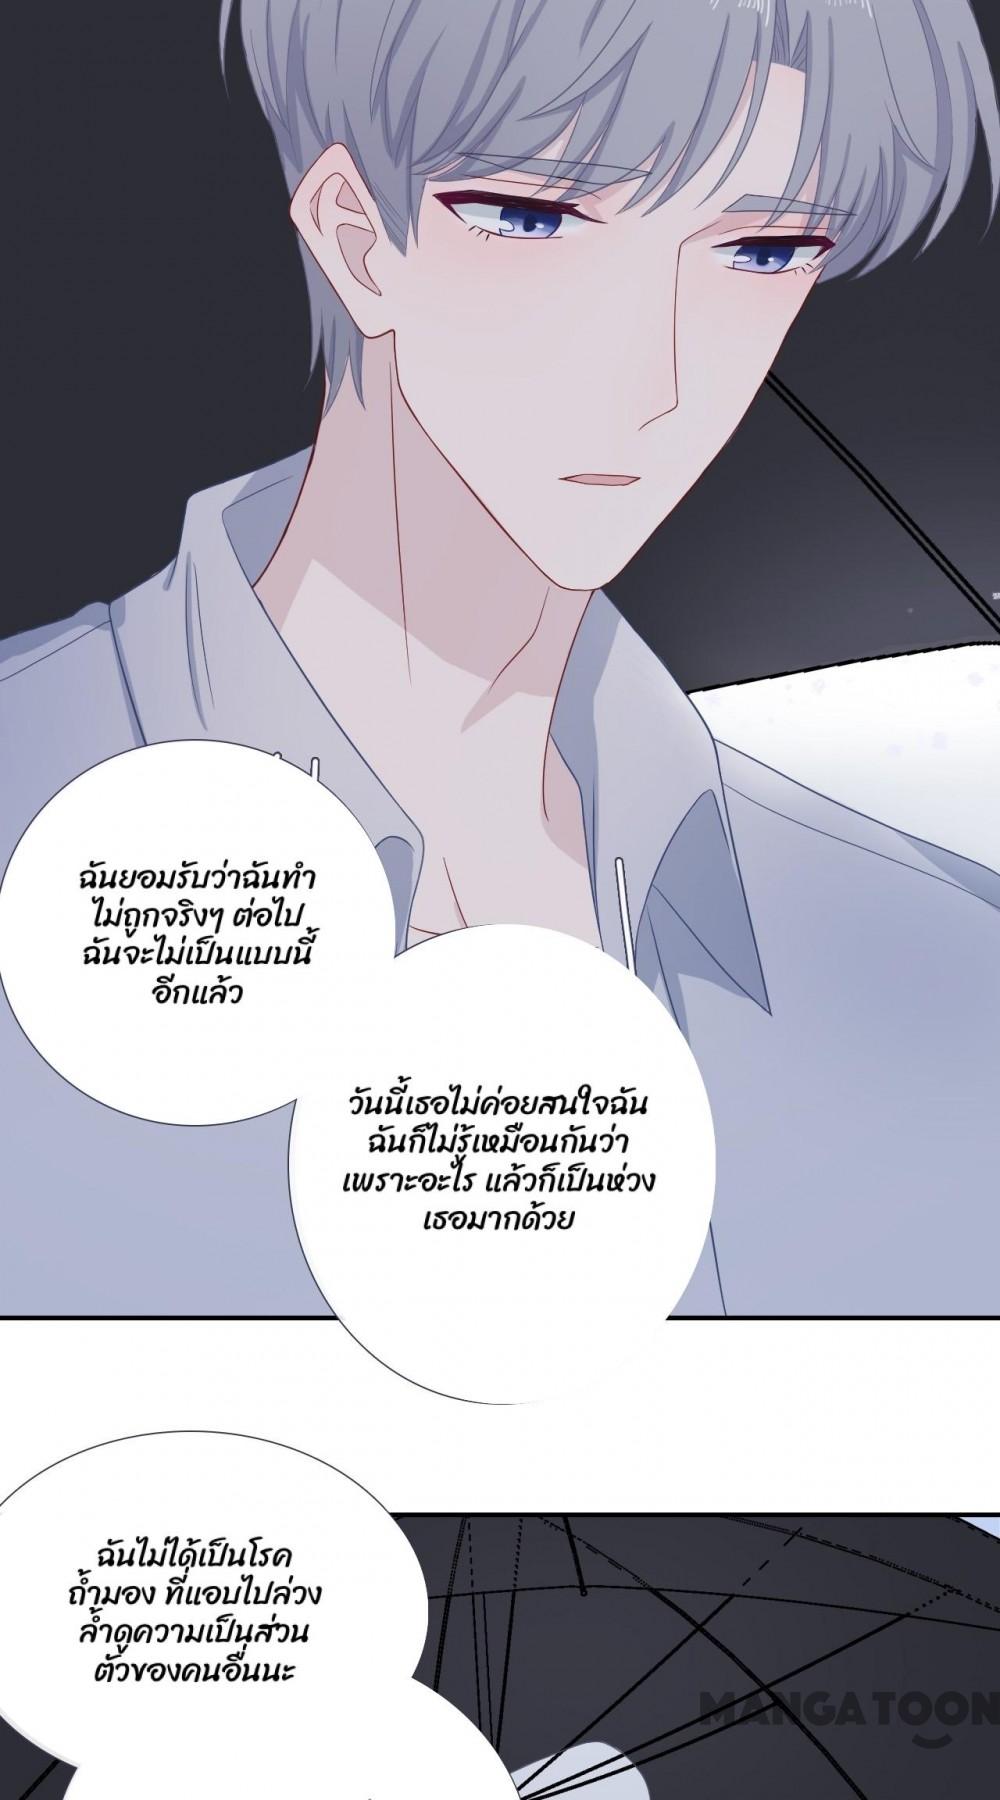 ฉันยอมรับว่าฉันทำ
ไม่ถูกจริงๆ ต่อไป
ฉันจะไม่เป็นแบบนี้
อีกแล้ว
วันนี้เธอไม่ค่อยสนใจฉัน
ฉันก็ไม่รู้เหมือนกันว่า
เพราะอะไร แล้วก็เป็นห่วง
เธอมากด้วย
ฉันไม่ได้เป็นโรค
ถ้ำมอง ที่แอบไปล่วง
ล้ำดูความเป็นส่วน
ตัวของคนอื่นนะ
MANGATOON